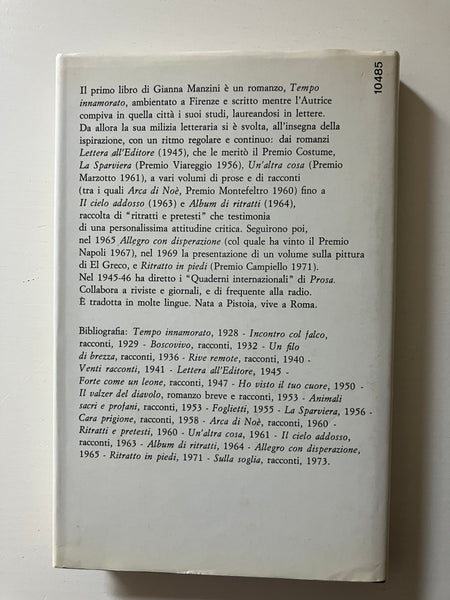 10485
Il primo libro di Gianna Manzini è un romanzo, Tempo
innamorato, ambientato a Firenze e scritto mentre l'Autrice
compiva in quella città i suoi studi, laureandosi in lettere.
Da allora la sua milizia letteraria si è svolta, all'insegna della
ispirazione, con un ritmo regolare e continuo: dai romanzi
Lettera all'Editore (1945), che le meritò il Premio Costume,
La Sparviera (Premio Viareggio 1956), Un'altra cosa (Premio
Marzotto 1961), a vari volumi di prose e di racconti
(tra i quali Arca di Noè, Premio Montefeltro 1960) fino a
Il cielo addosso (1963) e Album di ritratti (1964),
raccolta di "ritratti e pretesti" che testimonia
di una personalissima attitudine critica. Seguirono poi,
nel 1965 Allegro con disperazione (col quale ha vinto il Premio
Napoli 1967), nel 1969 la presentazione di un volume sulla pittura
di El Greco, e Ritratto in piedi (Premio Campiello 1971).
Nel 1945-46 ha diretto i "Quaderni internazionali" di Prosa.
Collabora a riviste e giornali, e di frequente alla radio.
È tradotta in molte lingue. Nata a Pistoia, vive a Roma.
Bibliografia: Tempo innamorato, 1928 - Incontro col falco,
racconti, 1929 - Boscovivo, racconti, 1932 - Un filo
di brezza, racconti, 1936 - Rive remote, racconti, 1940 -
Venti racconti, 1941 - Lettera all'Editore, 1945 -
Forte come un leone, racconti, 1947 - Ho visto il tuo cuore, 1950 -
Il valzer del diavolo, romanzo breve e racconti, 1953 - Animali
sacri e profani, racconti, 1953 - Foglietti, 1955 - La Sparviera, 1956 -
Cara prigione, racconti, 1958 - Arca di Noè, racconti, 1960 -
Ritratti e pretesti, 1960 - Un'altra cosa, 1961 - Il cielo addosso,
racconti, 1963 - Album di ritratti, 1964 - Allegro con disperazione,
1965 - Ritratto in piedi, 1971 - Sulla soglia, racconti, 1973.